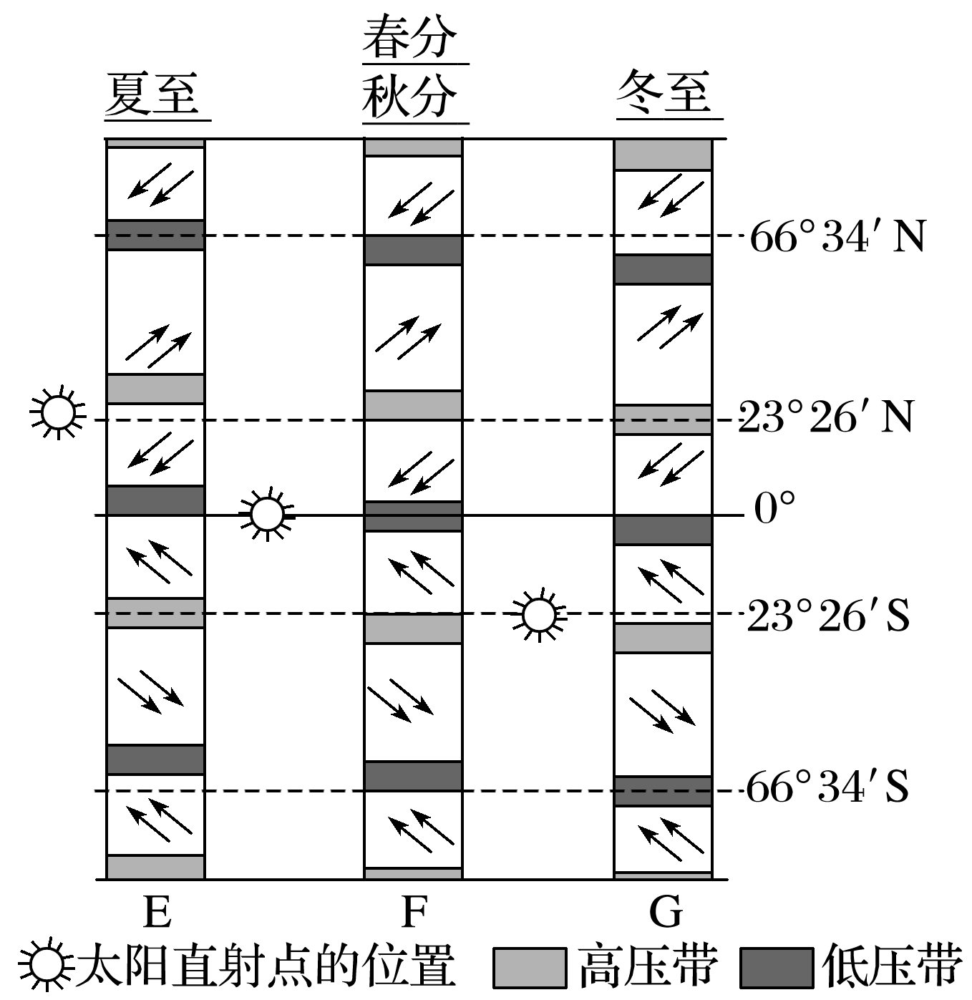 春分
夏至
秋分
冬至
66°34′N
23°26′N
0°
23°26′S
66°34′S
E
F
G
太阳直射点的位置
高压带
低压带